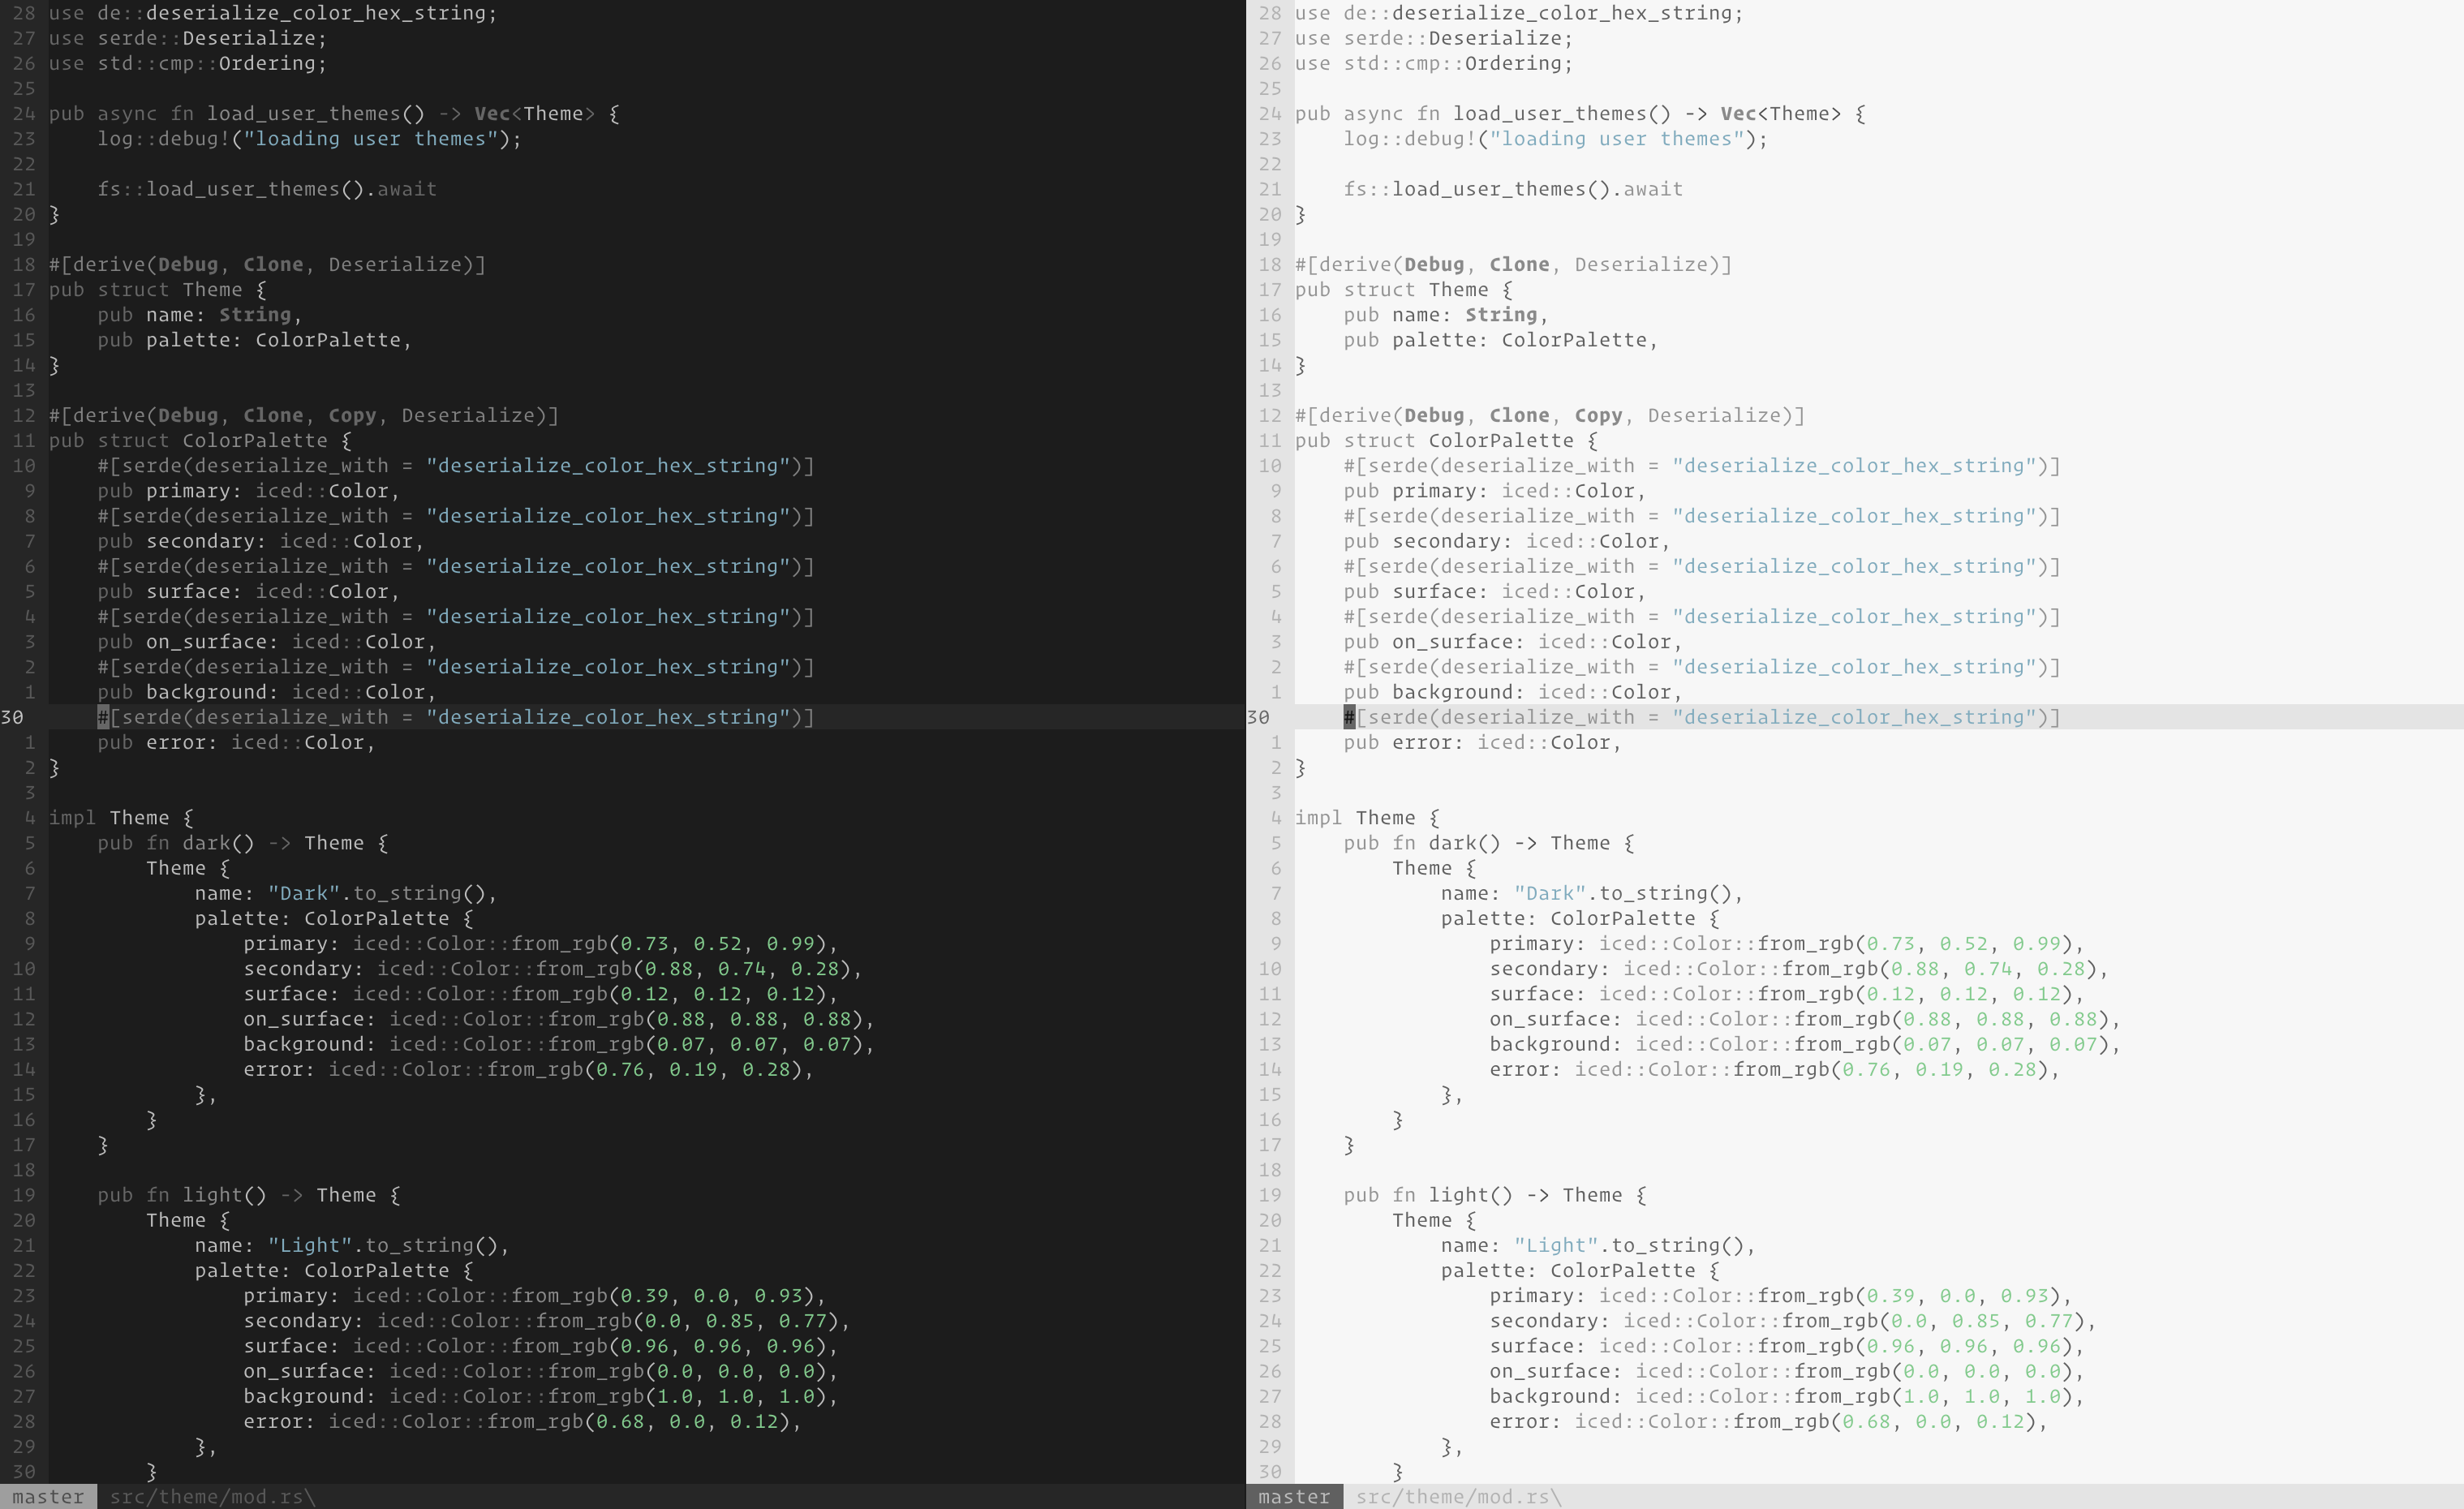 28 use de::deserialize_color_hex_string;
27 use serde::Deserialize;
26 use std::cmp::Ordering;
25
24 pub async fn load_user_themes() -> Vec<Theme> {
23     log::debug!("loading user themes");
22
21     fs::load_user_themes().await
20 }
19
18 #[derive(Debug, Clone, Deserialize)]
17 pub struct Theme {
16     pub name: String,
15     pub palette: ColorPalette,
14 }
13
12 #[derive(Debug, Clone, Copy, Deserialize)]
11 pub struct ColorPalette {
10     #[serde(deserialize_with = "deserialize_color_hex_string")]
9     pub primary: iced::Color,
8     #[serde(deserialize_with = "deserialize_color_hex_string")]
7     pub secondary: iced::Color,
6     #[serde(deserialize_with = "deserialize_color_hex_string")]
5     pub surface: iced::Color,
4     #[serde(deserialize_with = "deserialize_color_hex_string")]
3     pub on_surface: iced::Color,
2     #[serde(deserialize_with = "deserialize_color_hex_string")]
1     pub background: iced::Color,
30     #[serde(deserialize_with = "deserialize_color_hex_string")]
1     pub error: iced::Color,
2 }
3
4 impl Theme {
5     pub fn dark() -> Theme {
6         Theme {
7             name: "Dark".to_string(),
8             palette: ColorPalette {
9                 primary: iced::Color::from_rgb(0.73, 0.52, 0.99),
10                 secondary: iced::Color::from_rgb(0.88, 0.74, 0.28),
11                 surface: iced::Color::from_rgb(0.12, 0.12, 0.12),
12                 on_surface: iced::Color::from_rgb(0.88, 0.88, 0.88),
13                 background: iced::Color::from_rgb(0.07, 0.07, 0.07),
14                 error: iced::Color::from_rgb(0.76, 0.19, 0.28),
15             },
16         }
17     }
18
19     pub fn light() -> Theme {
20         Theme {
21             name: "Light".to_string(),
22             palette: ColorPalette {
23                 primary: iced::Color::from_rgb(0.39, 0.0, 0.93),
24                 secondary: iced::Color::from_rgb(0.0, 0.85, 0.77),
25                 surface: iced::Color::from_rgb(0.96, 0.96, 0.96),
26                 on_surface: iced::Color::from_rgb(0.0, 0.0, 0.0),
27                 background: iced::Color::from_rgb(1.0, 1.0, 1.0),
28                 error: iced::Color::from_rgb(0.68, 0.0, 0.12),
29             },
30         }
master src/theme/mod.rs\
28 use de::deserialize_color_hex_string;
27 use serde::Deserialize;
26 use std::cmp::Ordering;
25
24 pub async fn load_user_themes() -> Vec<Theme> {
23     log::debug!("loading user themes");
22
21     fs::load_user_themes().await
20 }
19
18 #[derive(Debug, Clone, Deserialize)]
17 pub struct Theme {
16     pub name: String,
15     pub palette: ColorPalette,
14 }
13
12 #[derive(Debug, Clone, Copy, Deserialize)]
11 pub struct ColorPalette {
10     #[serde(deserialize_with = "deserialize_color_hex_string")]
9     pub primary: iced::Color,
8     #[serde(deserialize_with = "deserialize_color_hex_string")]
7     pub secondary: iced::Color,
6     #[serde(deserialize_with = "deserialize_color_hex_string")]
5     pub surface: iced::Color,
4     #[serde(deserialize_with = "deserialize_color_hex_string")]
3     pub on_surface: iced::Color,
2     #[serde(deserialize_with = "deserialize_color_hex_string")]
1     pub background: iced::Color,
30     #[serde(deserialize_with = "deserialize_color_hex_string")]
1     pub error: iced::Color,
2 }
3
4 impl Theme {
5     pub fn dark() -> Theme {
6         Theme {
7             name: "Dark".to_string(),
8             palette: ColorPalette {
9                 primary: iced::Color::from_rgb(0.73, 0.52, 0.99),
10                 secondary: iced::Color::from_rgb(0.88, 0.74, 0.28),
11                 surface: iced::Color::from_rgb(0.12, 0.12, 0.12),
12                 on_surface: iced::Color::from_rgb(0.88, 0.88, 0.88),
13                 background: iced::Color::from_rgb(0.07, 0.07, 0.07),
14                 error: iced::Color::from_rgb(0.76, 0.19, 0.28),
15             },
16         }
17     }
18
19     pub fn light() -> Theme {
20         Theme {
21             name: "Light".to_string(),
22             palette: ColorPalette {
23                 primary: iced::Color::from_rgb(0.39, 0.0, 0.93),
24                 secondary: iced::Color::from_rgb(0.0, 0.85, 0.77),
25                 surface: iced::Color::from_rgb(0.96, 0.96, 0.96),
26                 on_surface: iced::Color::from_rgb(0.0, 0.0, 0.0),
27                 background: iced::Color::from_rgb(1.0, 1.0, 1.0),
28                 error: iced::Color::from_rgb(0.68, 0.0, 0.12),
29             },
30         }
master src/theme/mod.rs\